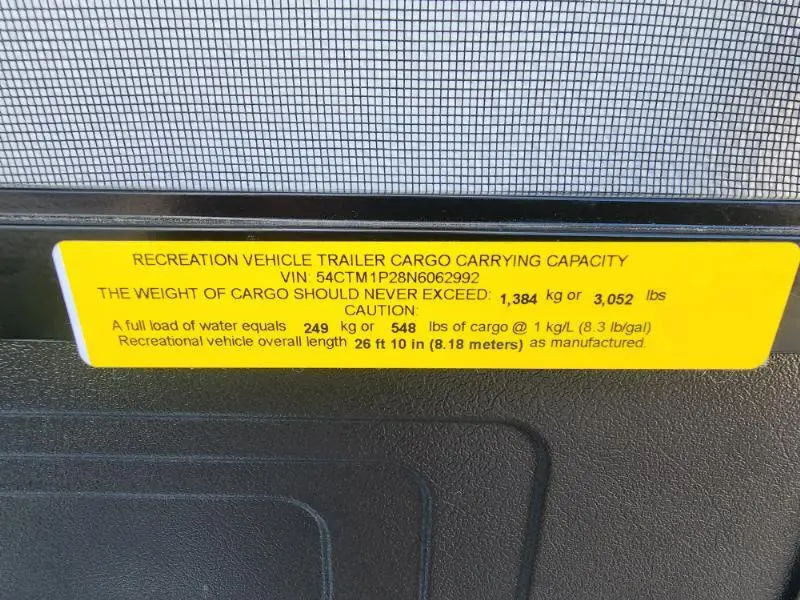 RECREATION VEHICLE TRAILER CARGO CARRYING CAPACITY
VIN: 54CTM1P28N6062992
THE WEIGHT OF CARGO SHOULD NEVER EXCEED: 1,384 kg or 3,052 lbs
CAUTION:
A full load of water equals 249 kg or 548 lbs of cargo @ 1 kg/L (8.3 lb/gal)
Recreational vehicle overall length 26 ft 10 in (8.18 meters) as manufactured.